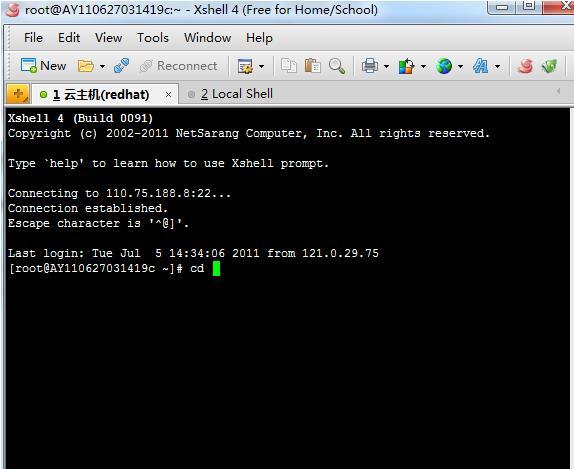 root@AY110627031419c:~ - Xshell 4 (Free for Home/School)
File Edit View Tools Window Help
New Reconnect
1 云主机(redhat) × 2 Local Shell
Xshell 4 (Build 0091)
Copyright (c) 2002-2011 NetSarang Computer, Inc. All rights reserved.
Type `help' to learn how to use Xshell prompt.
Connecting to 110.75.188.8:22...
Connection established.
Escape character is '^@]'.
Last login: Tue Jul  5 14:34:06 2011 from 121.0.29.75
[root@AY110627031419c ~]# cd